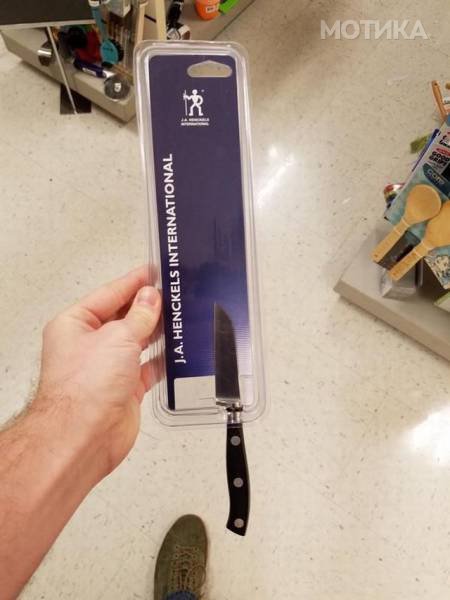 МОТИКА
J.A. HENCKELS
INTERNATIONAL
J.A. HENCKELS INTERNATIONAL